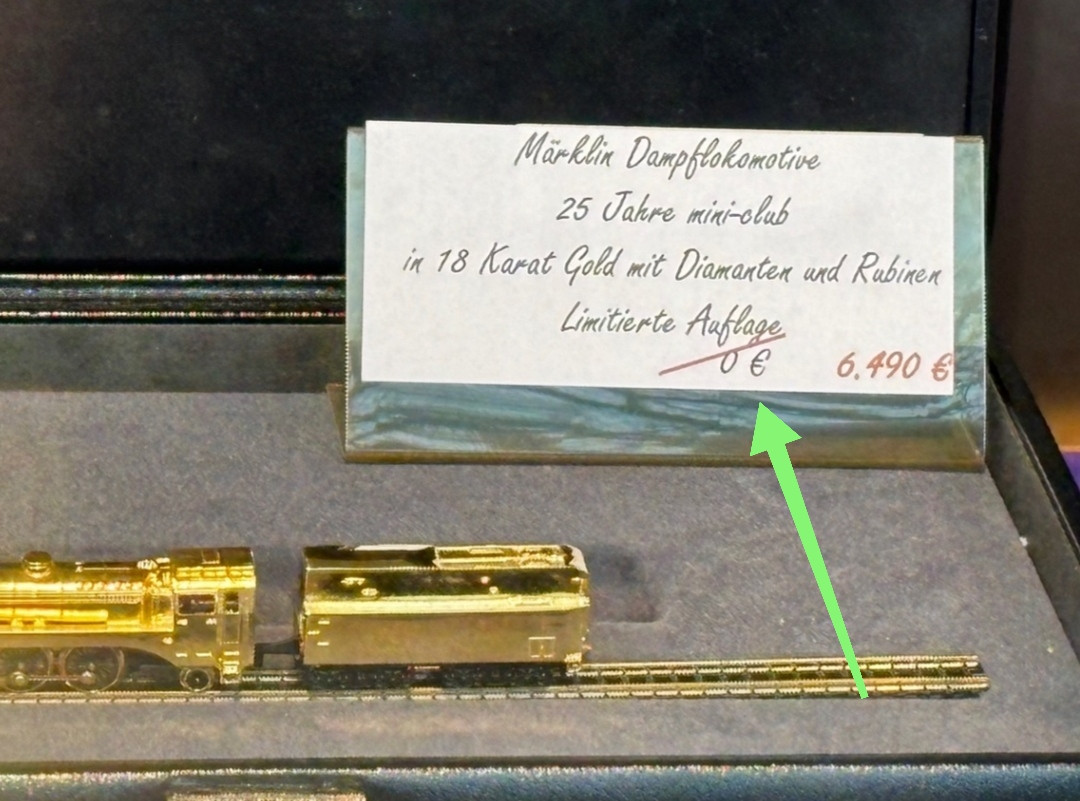 Märklin Dampflokomotive
25 Jahre mini-club
in 18 Karat Gold mit Diamanten und Rubinen
Limitierte Auflage
0 € 6.490 €